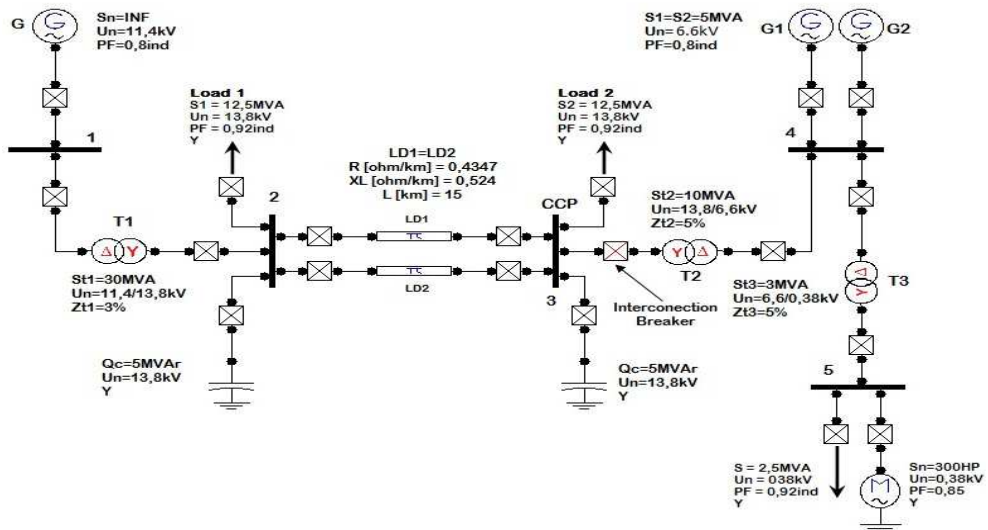 G
Sn=INF
Un=11,4kV
PF=0,8ind
G
~
1
T1
Δ Y
St1=30MVA
Un=11,4/13,8kV
Zt1=3%
Load 1
S1 = 12,5MVA
Un = 13,8kV
PF = 0,92ind
Y
2
Qc=5MVAr
Un=13,8kV
Y
LD1=LD2
R [ohm/km] = 0,4347
XL [ohm/km] = 0,524
L [km] = 15
LD1
LD2
Load 2
S2 = 12,5MVA
Un = 13,8kV
PF = 0,92ind
Y
CCP
3
Qc=5MVAr
Un=13,8kV
Y
Interconection
Breaker
St2=10MVA
Un=13,8/6,6kV
Zt2=5%
Y Δ
T2
S1=S2=5MVA
Un= 6.6kV
PF=0,8ind
G1
G
~
G
~
G2
4
St3=3MVA
Un=6,6/0,38kV
Zt3=5%
Δ
Y
T3
5
S = 2,5MVA
Un = 038kV
PF = 0,92ind
Y
Sn=300HP
Un=0,38kV
PF=0,85
Y
M
~